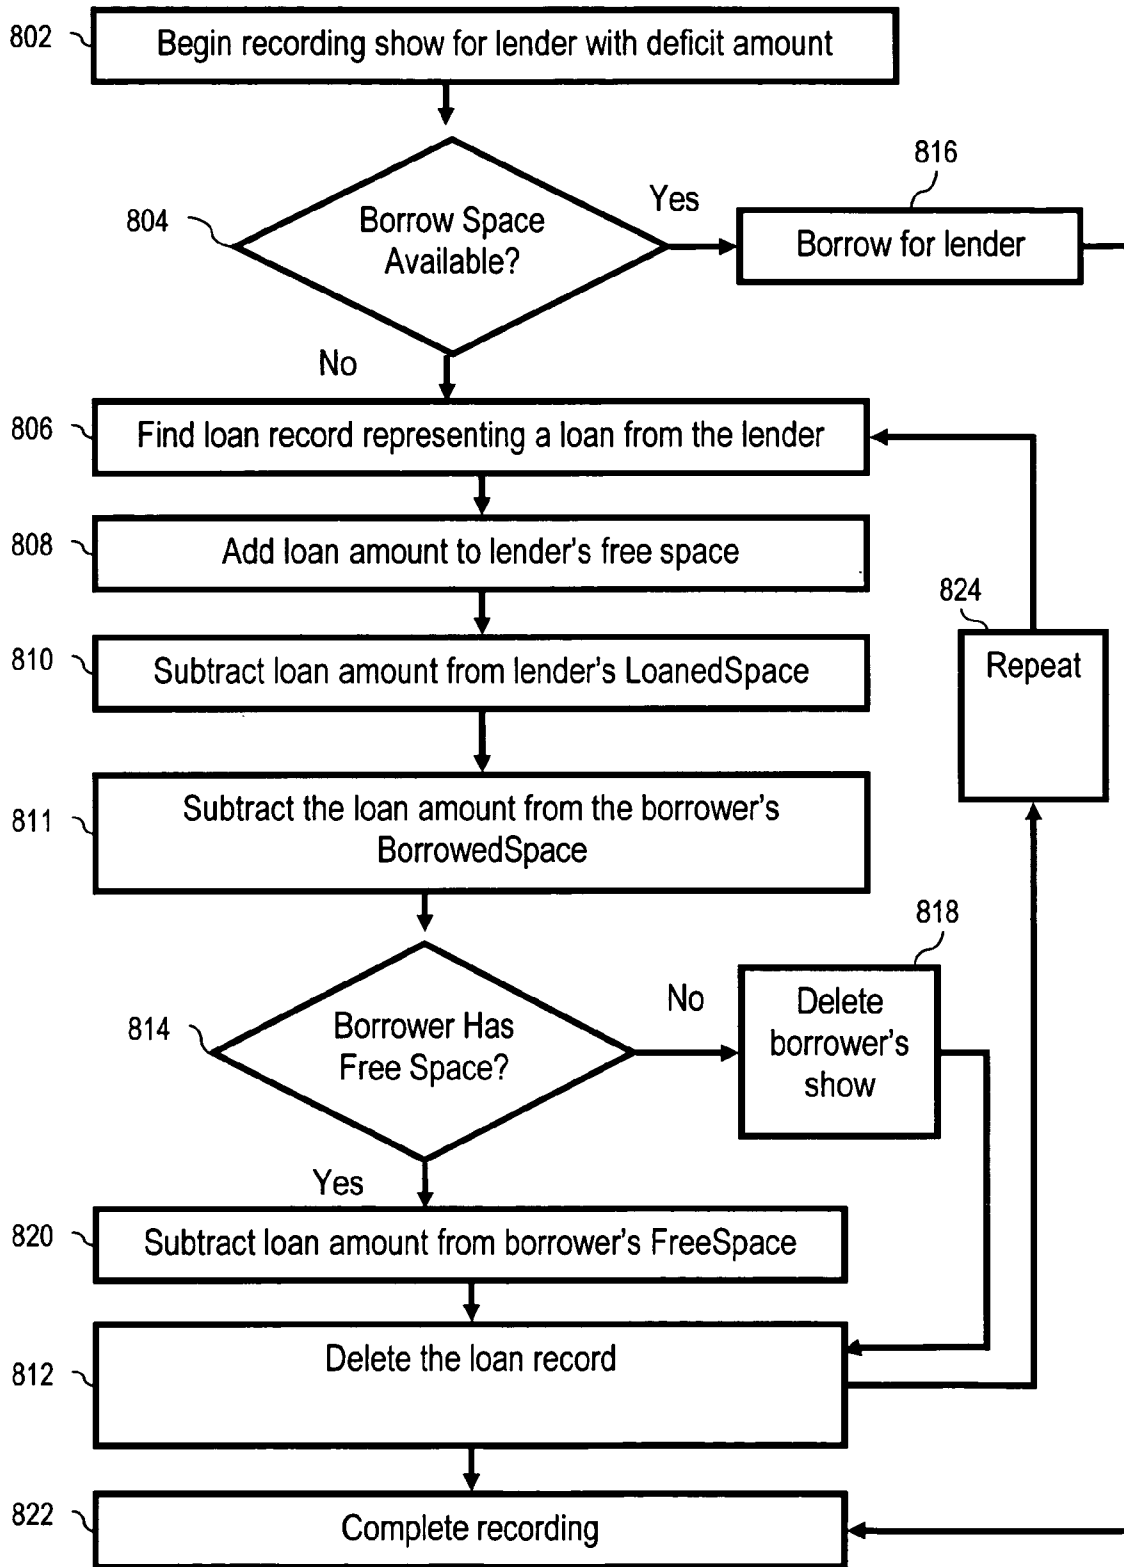 802
Begin recording show for lender with deficit amount
804
Borrow Space
Available?
Yes
816
Borrow for lender
No
806
Find loan record representing a loan from the lender
808
Add loan amount to lender's free space
810
Subtract loan amount from lender's LoanedSpace
824
Repeat
811
Subtract the loan amount from the borrower's
BorrowedSpace
814
Borrower Has
Free Space?
No
818
Delete
borrower's
show
Yes
820
Subtract loan amount from borrower's FreeSpace
812
Delete the loan record
822
Complete recording